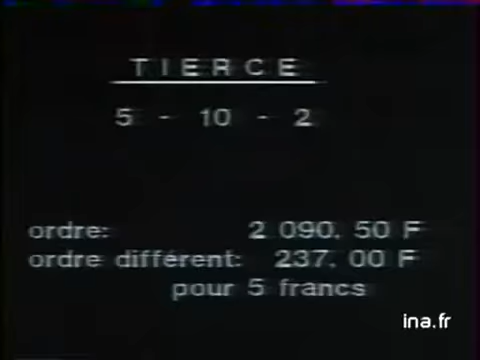 TIERCE
5 - 10 - 2
ordre: 2 090. 50 F
ordre différent: 237. 00 F
pour 5 francs
ina.fr